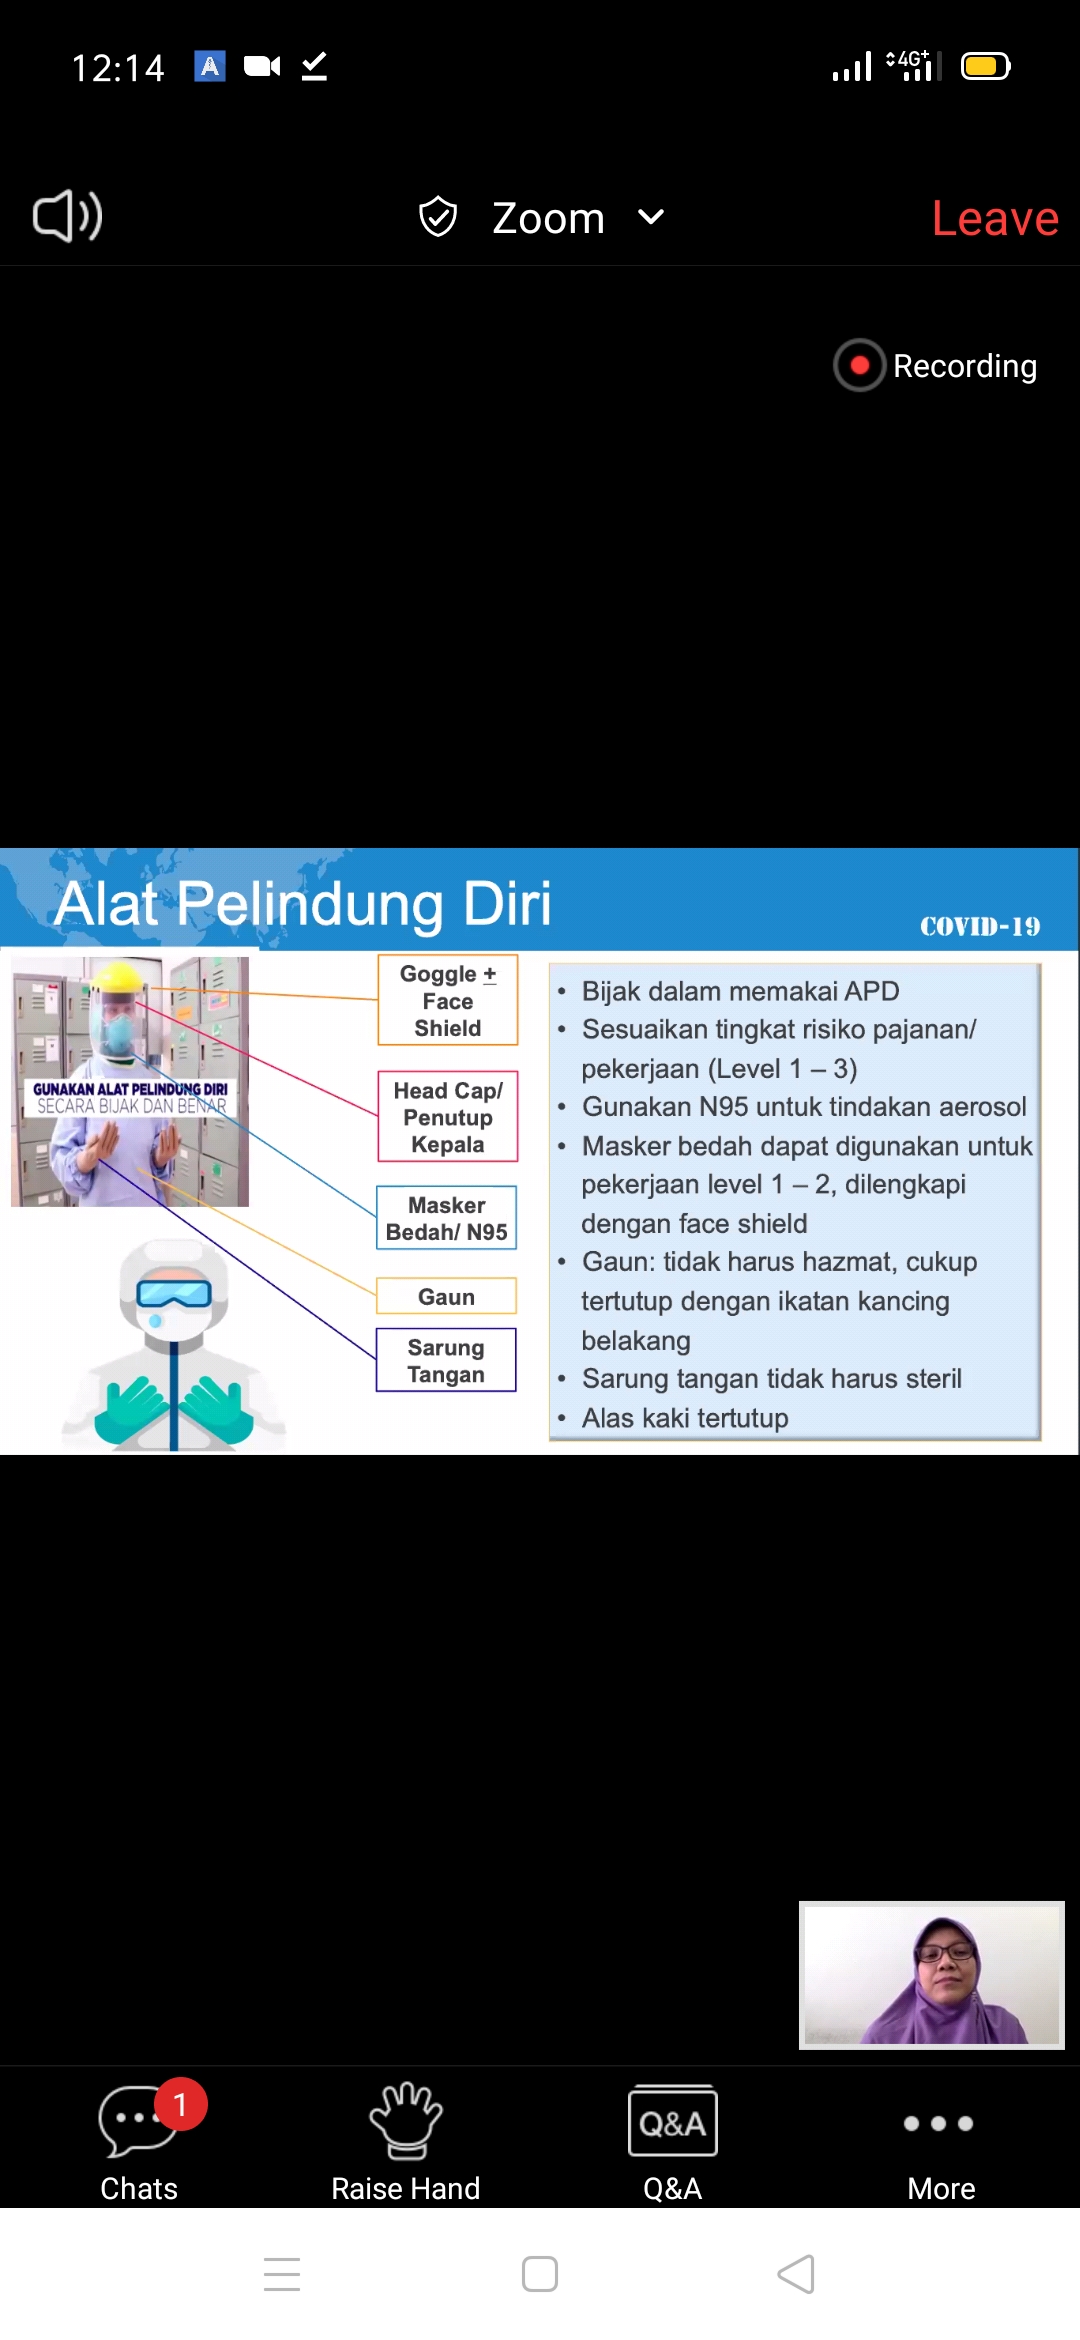 12:14
A
4G+
Zoom
Leave
Recording
Alat Pelindung Diri
COVID-19
GUNAKAN ALAT PELINDUNG DIRI
SECARA BIJAK DAN BENAR
Goggle ±
Face
Shield
Head Cap/
Penutup
Kepala
Masker
Bedah/ N95
Gaun
Sarung
Tangan
• Bijak dalam memakai APD
• Sesuaikan tingkat risiko pajanan/
pekerjaan (Level 1 – 3)
• Gunakan N95 untuk tindakan aerosol
• Masker bedah dapat digunakan untuk
pekerjaan level 1 – 2, dilengkapi
dengan face shield
• Gaun: tidak harus hazmat, cukup
tertutup dengan ikatan kancing
belakang
• Sarung tangan tidak harus steril
• Alas kaki tertutup
1
Q&A
Chats
Raise Hand
Q&A
More